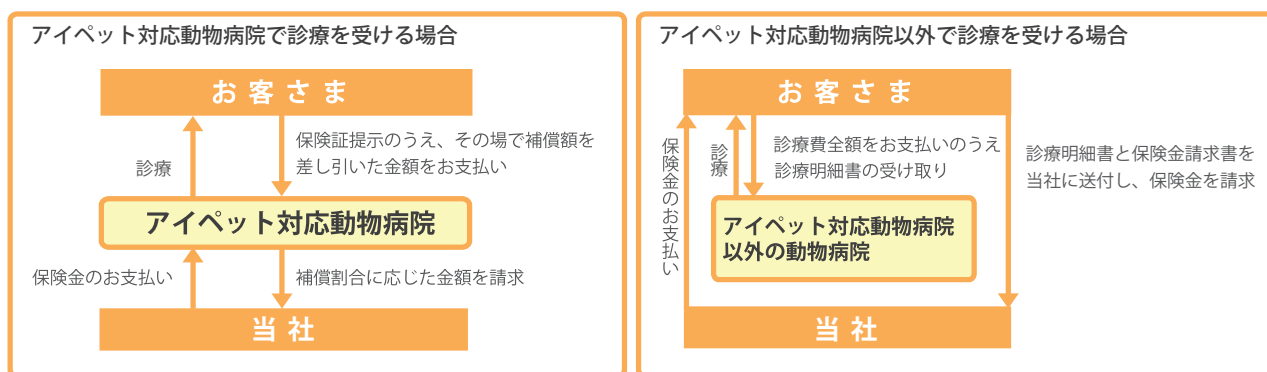 アイペット対応動物病院で診療を受ける場合
お客さま
診療
保険証提示のうえ、その場で補償額を
差し引いた金額をお支払い
アイペット対応動物病院
保険金のお支払い
補償割合に応じた金額を請求
当社
アイペット対応動物病院以外で診療を受ける場合
お客さま
保険金のお支払い
診療
診療費全額をお支払いのうえ
診療明細書の受け取り
診療明細書と保険金請求書を
当社に送付し、保険金を請求
アイペット対応動物病院
以外の動物病院
当社